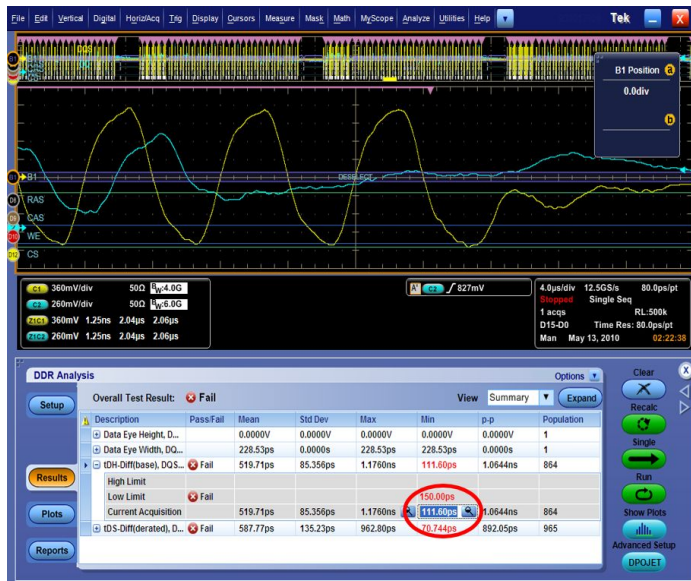 File Edit Vertical Digital Horiz/Acq Trig Display Cursors Measure Mask Math MyScope Analyze Utilities Help Tek X
DQS
B1 Position a
0.0div
b
B1
DESELECT
RAS
CAS
WE
CS
C1 360mV/div 50Ω BW:4.0G
C2 260mV/div 50Ω BW:6.0G
Z1C1 360mV 1.25ns 2.04µs 2.06µs
Z1C2 260mV 1.25ns 2.04µs 2.06µs
A' C2 827mV
4.0µs/div 12.5GS/s 80.0ps/pt
Stopped Single Seq
1 acqs RL:500k
D15-D0 Time Res: 80.0ps/pt
Man May 13, 2010 02:22:38
DDR Analysis Options Clear X
Setup Overall Test Result: Fail View Summary Expand
Recalc
Description Pass/Fail Mean Std Dev Max Min p-p Population
Data Eye Height, D... 0.0000V 0.0000V 0.0000V 0.0000V 0.0000V 1
Single
Data Eye Width, DQ... 228.53ps 0.0000s 228.53ps 228.53ps 0.0000s 1
tDH-Diff(base), DQS... Fail 519.71ps 85.356ps 1.1760ns 111.60ps 1.0644ns 864
Results High Limit Run
Low Limit Fail 150.00ps
Plots Current Acquisition 519.71ps 85.356ps 1.1760ns 111.60ps 1.0644ns 864 Show Plots
tDS-Diff(derated), D... Fail 587.77ps 135.23ps 962.80ps 70.744ps 892.05ps 965
Advanced Setup
Reports DPOJET